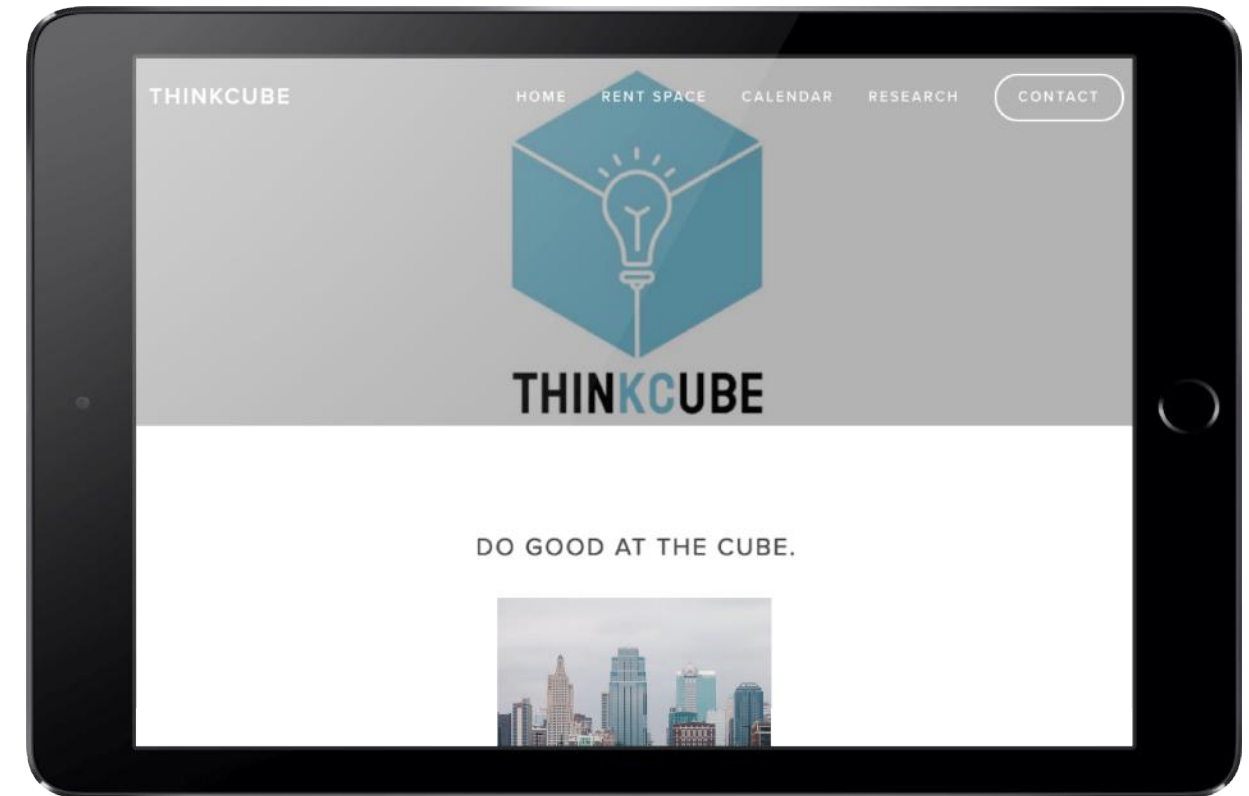 THINKCUBE HOME RENT SPACE CALENDAR RESEARCH CONTACT
THINKCUBE
DO GOOD AT THE CUBE.